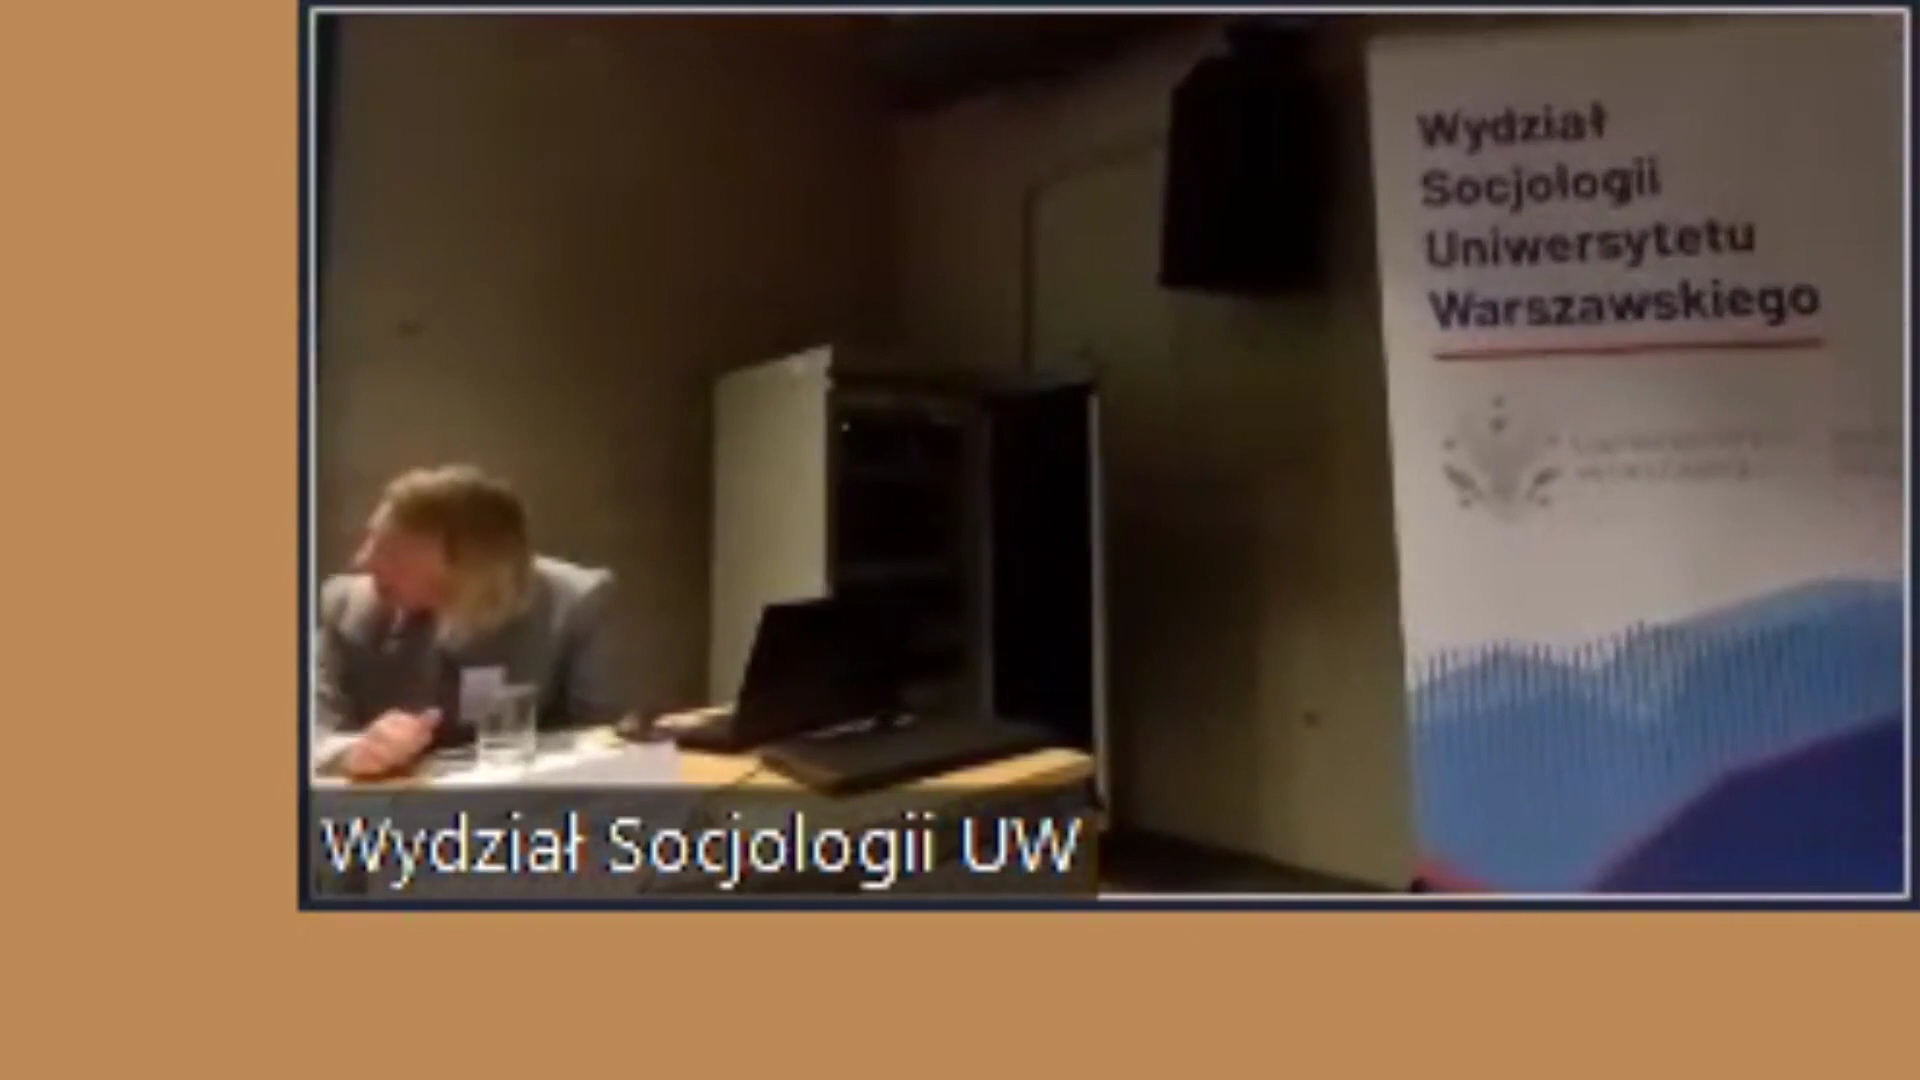 Wydział
Socjologii
Uniwersytetu
Warszawskiego
Wydział Socjologii UW